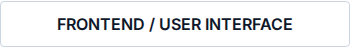 FRONTEND / USER INTERFACE